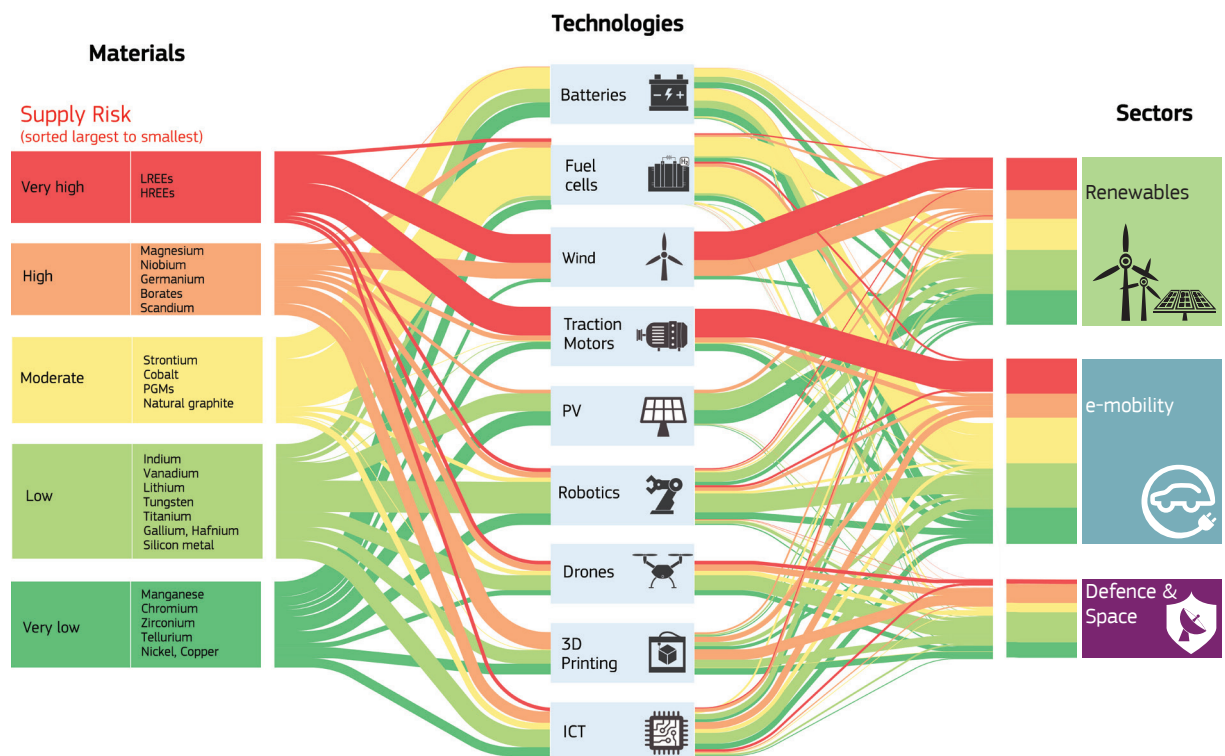 Materials
Technologies
Sectors
Supply Risk
(sorted largest to smallest)
Very high
LREEs
HREEs
High
Magnesium
Niobium
Germanium
Borates
Scandium
Moderate
Strontium
Cobalt
PGMs
Natural graphite
Low
Indium
Vanadium
Lithium
Tungsten
Titanium
Gallium, Hafnium
Silicon metal
Very low
Manganese
Chromium
Zirconium
Tellurium
Nickel, Copper
Batteries
Fuel
cells
H₂
Wind
Traction
Motors
PV
Robotics
Drones
3D
Printing
ICT
Renewables
e-mobility
Defence &
Space